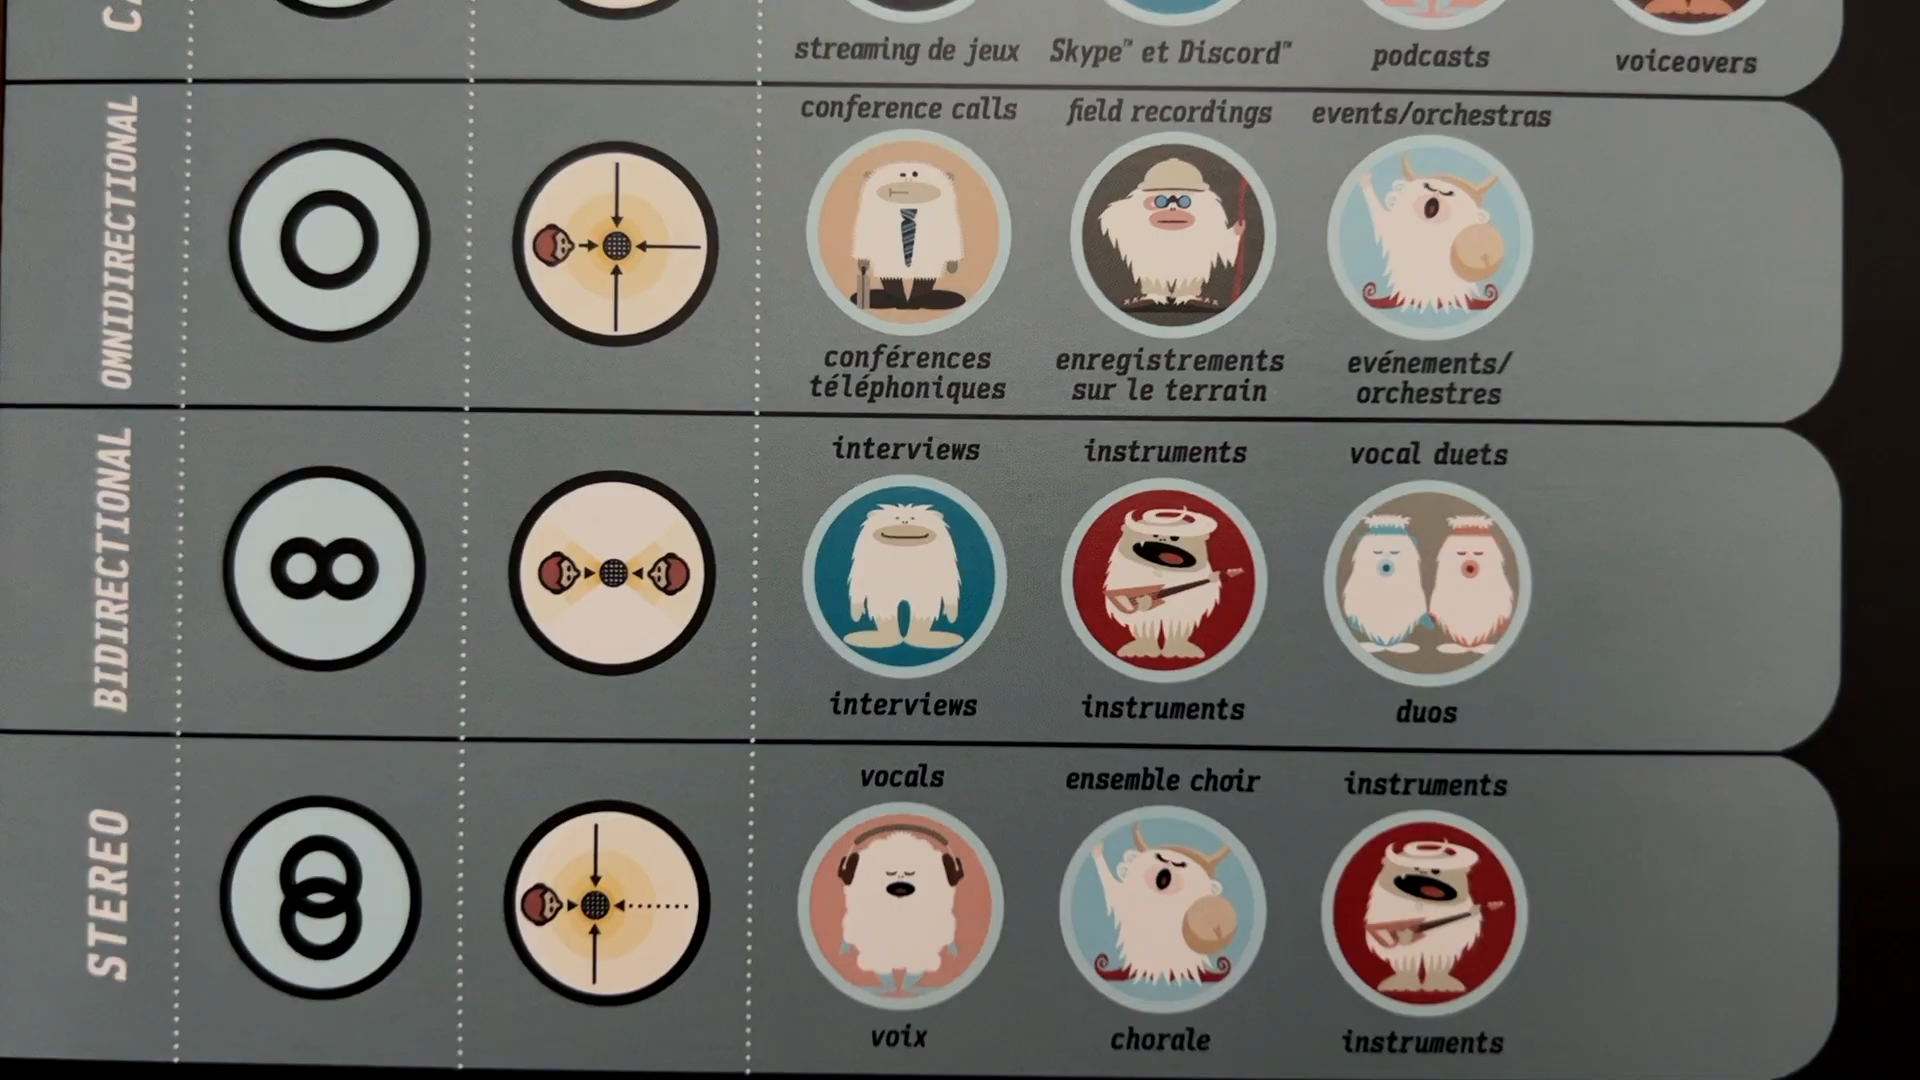 streaming de jeux
Skype™ et Discord™
podcasts
voiceovers
OMNIDIRECTIONAL
conference calls
field recordings
events/orchestras
conférences
téléphoniques
enregistrements
sur le terrain
evénements/
orchestres
BIDIRECTIONAL
interviews
instruments
vocal duets
interviews
instruments
duos
STEREO
vocals
ensemble choir
instruments
voix
chorale
instruments